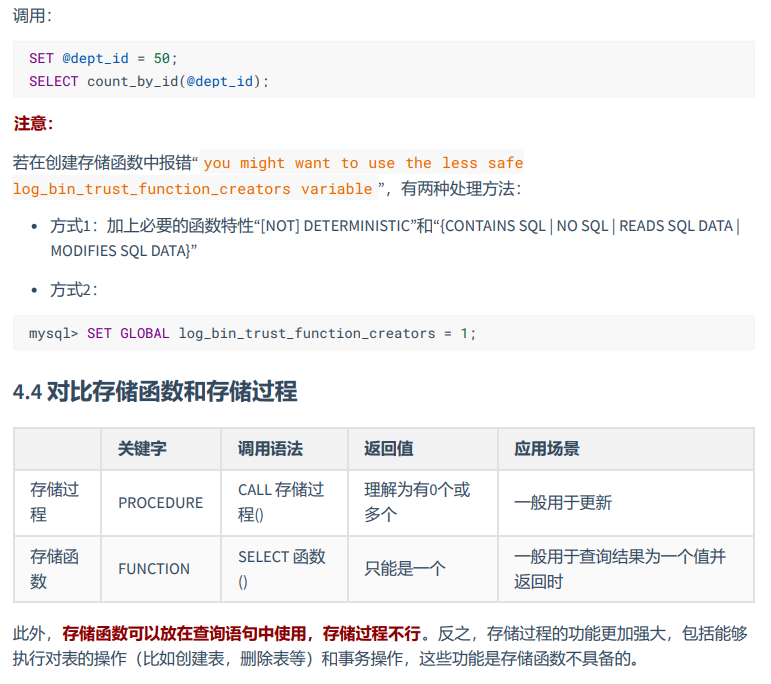 调用：
SET @dept_id = 50;
SELECT count_by_id(@dept_id);
注意：
若在创建存储函数中报错“ you might want to use the less safe
log_bin_trust_function_creators variable ”，有两种处理方法：
• 方式1：加上必要的函数特性“[NOT] DETERMINISTIC”和“{CONTAINS SQL | NO SQL | READS SQL DATA |
MODIFIES SQL DATA}”
• 方式2：
mysql> SET GLOBAL log_bin_trust_function_creators = 1;
4.4 对比存储函数和存储过程
关键字 调用语法 返回值 应用场景
存储过
程
PROCEDURE
CALL 存储过
程()
理解为有0个或
多个
一般用于更新
存储函
数
FUNCTION
SELECT 函数
()
只能是一个
一般用于查询结果为一个值并
返回时
此外，存储函数可以放在查询语句中使用，存储过程不行。反之，存储过程的功能更加强大，包括能够
执行对表的操作（比如创建表，删除表等）和事务操作，这些功能是存储函数不具备的。